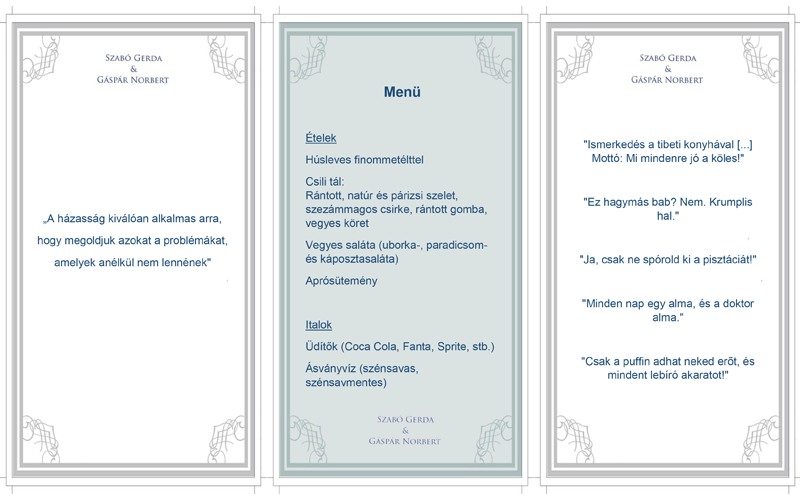 Szabó Gerda
&
Gáspár Norbert
„A házasság kiválóan alkalmas arra,
hogy megoldjuk azokat a problémákat,
amelyek anélkül nem lennének"
Menü
Ételek
Húsleves finommetélttel
Csili tál:
Rántott, natúr és párizsi szelet,
szezámmagos csirke, rántott gomba,
vegyes köret
Vegyes saláta (uborka-, paradicsom-
és káposztasaláta)
Aprósütemény
Italok
Üdítők (Coca Cola, Fanta, Sprite, stb.)
Ásványvíz (szénsavas,
szénsavmentes)
Szabó Gerda
&
Gáspár Norbert
Szabó Gerda
&
Gáspár Norbert
"Ismerkedés a tibeti konyhával [...]
Mottó: Mi mindenre jó a köles!"
"Ez hagymás bab? Nem. Krumplis
hal."
"Ja, csak ne spórold ki a pisztáciát!"
"Minden nap egy alma, és a doktor
alma."
"Csak a puffin adhat neked erõt, és
mindent lebíró akaratot!"